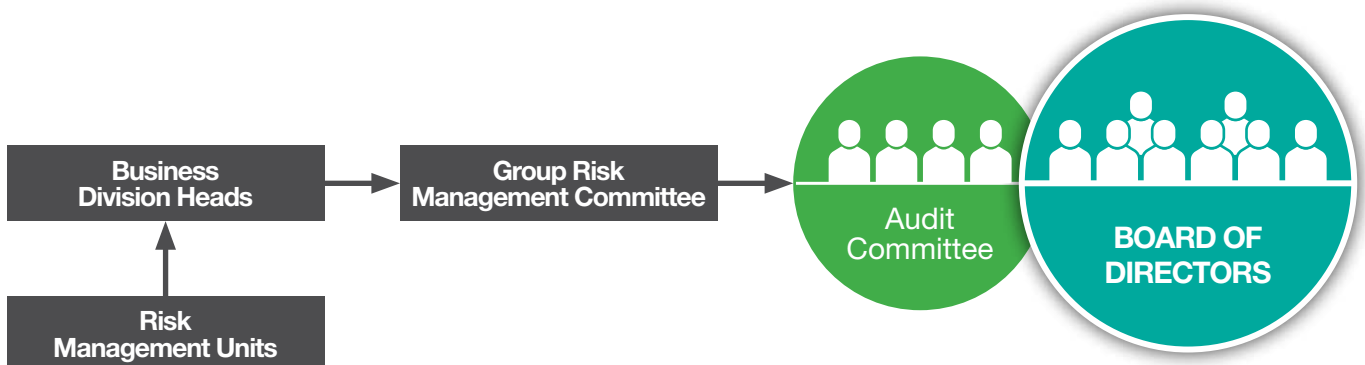 Business
Division Heads
Group Risk
Management Committee
Audit
Committee
BOARD OF
DIRECTORS
Risk
Management Units